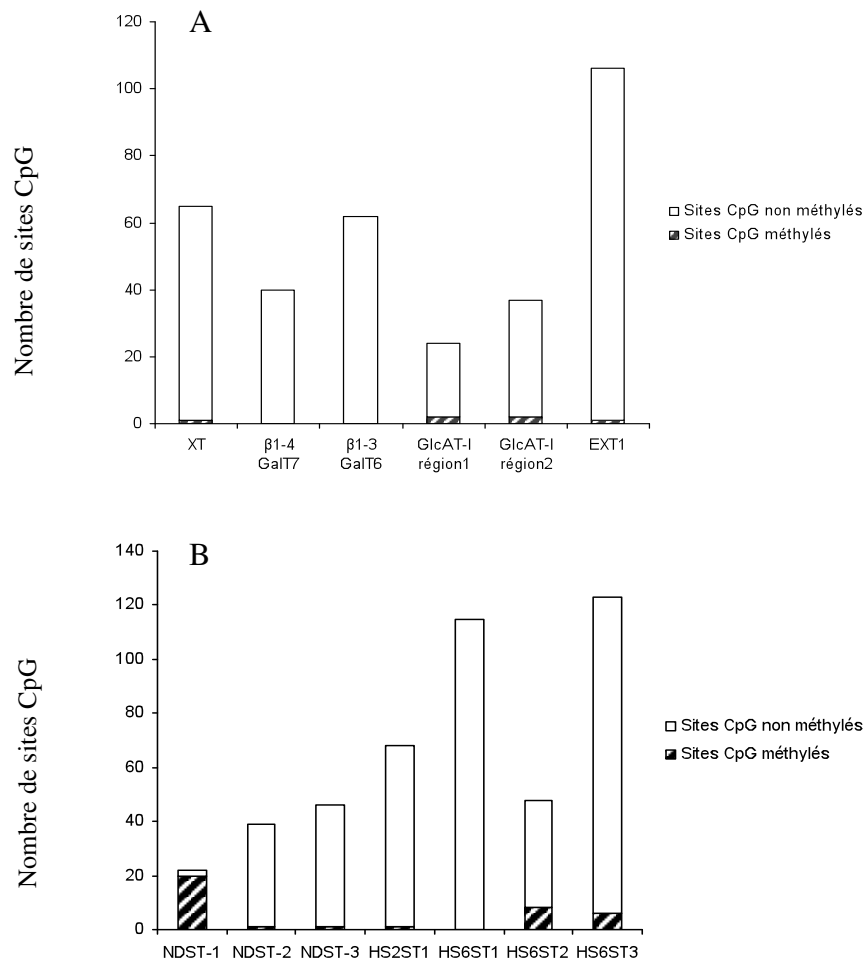 A
Nombre de sites CpG
120
100
80
60
40
20
0
XT
β1-4 GalT7
β1-3 GalT6
GlcAT-I région1
GlcAT-I région2
EXT1
Sites CpG non méthylés
Sites CpG méthylés
B
Nombre de sites CpG
140
120
100
80
60
40
20
0
NDST-1 NDST-2 NDST-3 HS2ST1 HS6ST1 HS6ST2 HS6ST3
Sites CpG non méthylés
Sites CpG méthylés